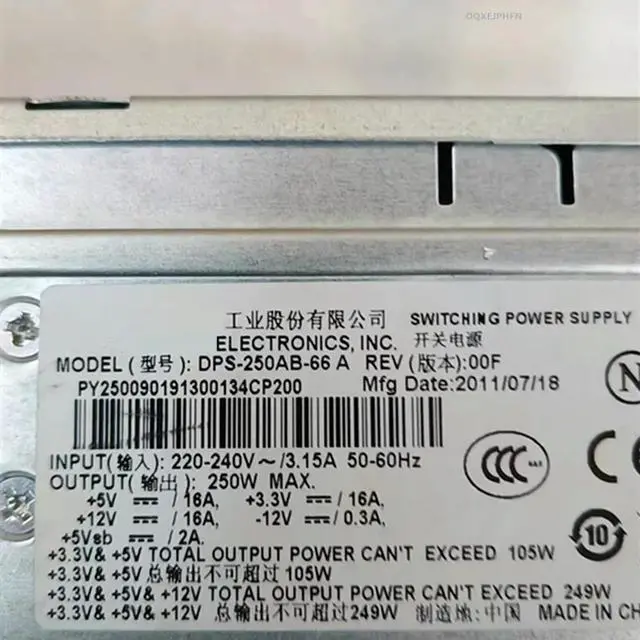 OQXEJPHFN
工业股份有限公司 SWITCHING POWER SUPPLY
ELECTRONICS, INC. 开关电源
MODEL (型号): DPS-250AB-66 A REV (版本):00F
PY250090191300134CP200 Mfg Date:2011/07/18
N
INPUT(输入): 220-240V～/3.15A 50-60Hz
CCC
CE
OUTPUT(输出): 250W MAX.
+5V ⎓ / 16A, +3.3V ⎓ / 16A,
+12V ⎓ / 16A, -12V ⎓ / 0.3A,
+5Vsb ⎓ / 2A.
10
+3.3V& +5V TOTAL OUTPUT POWER CAN'T EXCEED 105W
+3.3V& +5V 总输出不可超过105W
+3.3V& +5V& +12V TOTAL OUTPUT POWER CAN'T EXCEED 249W
+3.3V& +5V& +12V 总输出不可超过249W 制造地:中国 MADE IN CH